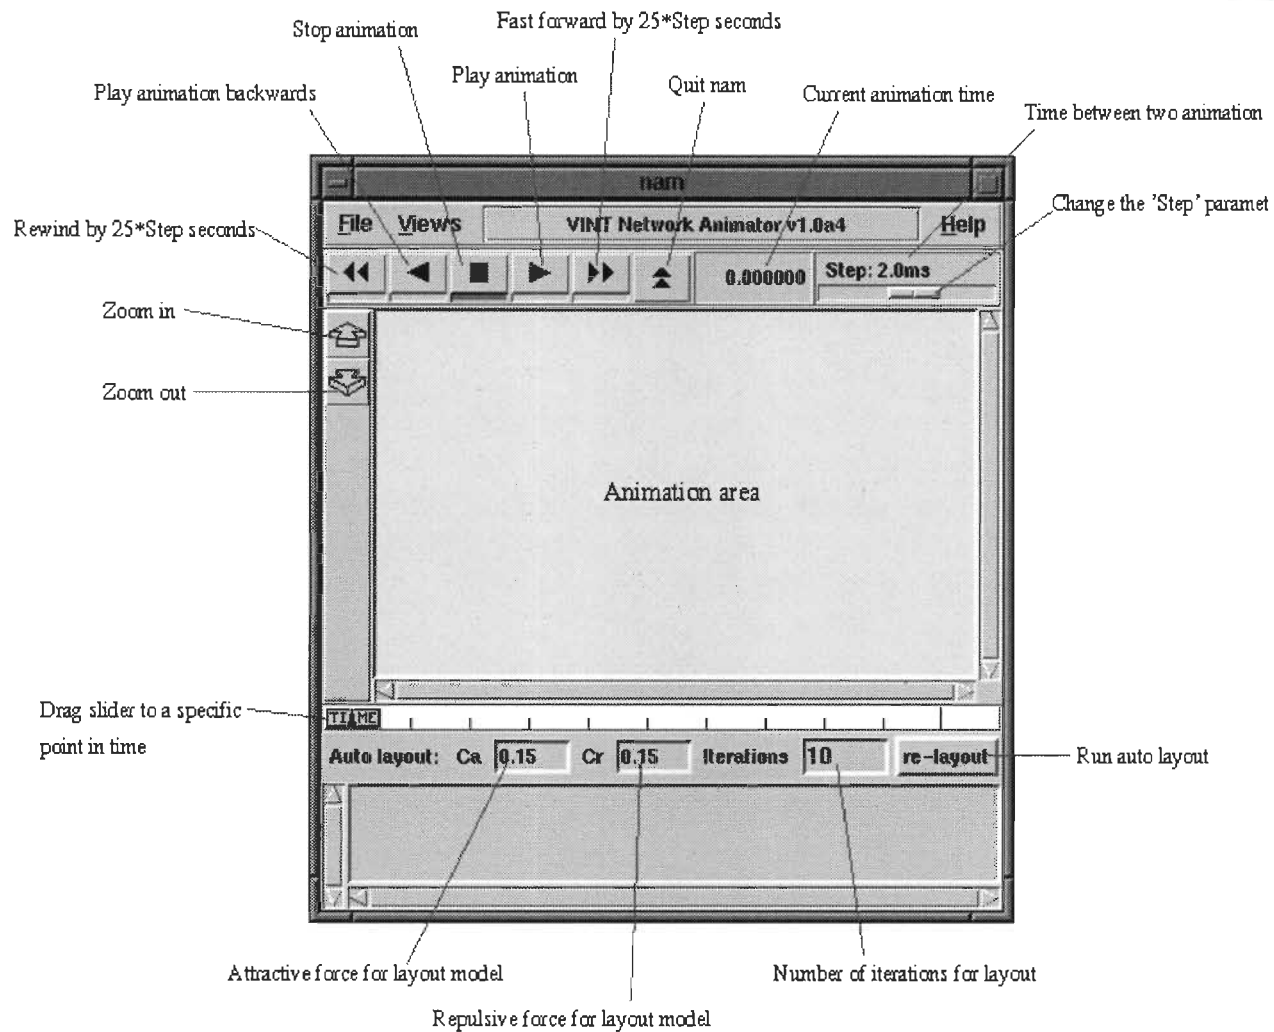 Fast forward by 25*Step seconds
Stop animation
Play animation
Quit nam
Play animation backwards
Current animation time
Time between two animation
nam
Change the 'Step' paramet
File Views VINT Network Animator v1.0a4 Help
Rewind by 25*Step seconds
0.000000 Step: 2.0ms
Zoom in
Zoom out
Animation area
Drag slider to a specific
point in time
TIME
Auto layout: Ca 0.15 Cr 0.15 Iterations 10 re-layout
Run auto layout
Attractive force for layout model
Number of iterations for layout
Repulsive force for layout model